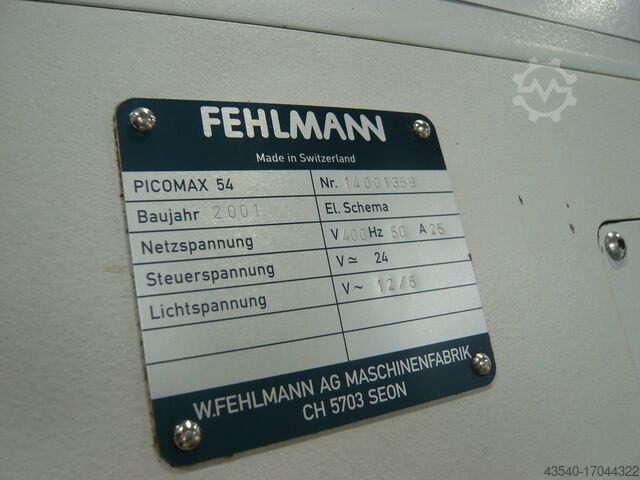 FEHLMANN
Made in Switzerland
PICOMAX 54 Nr. 14001359
Baujahr 2001 El. Schema
Netzspannung V 400 Hz 50 A 25
Steuerspannung V≃ 24
Lichtspannung V~ 12/6
W.FEHLMANN AG MASCHINENFABRIK
CH 5703 SEON
43540-17044322